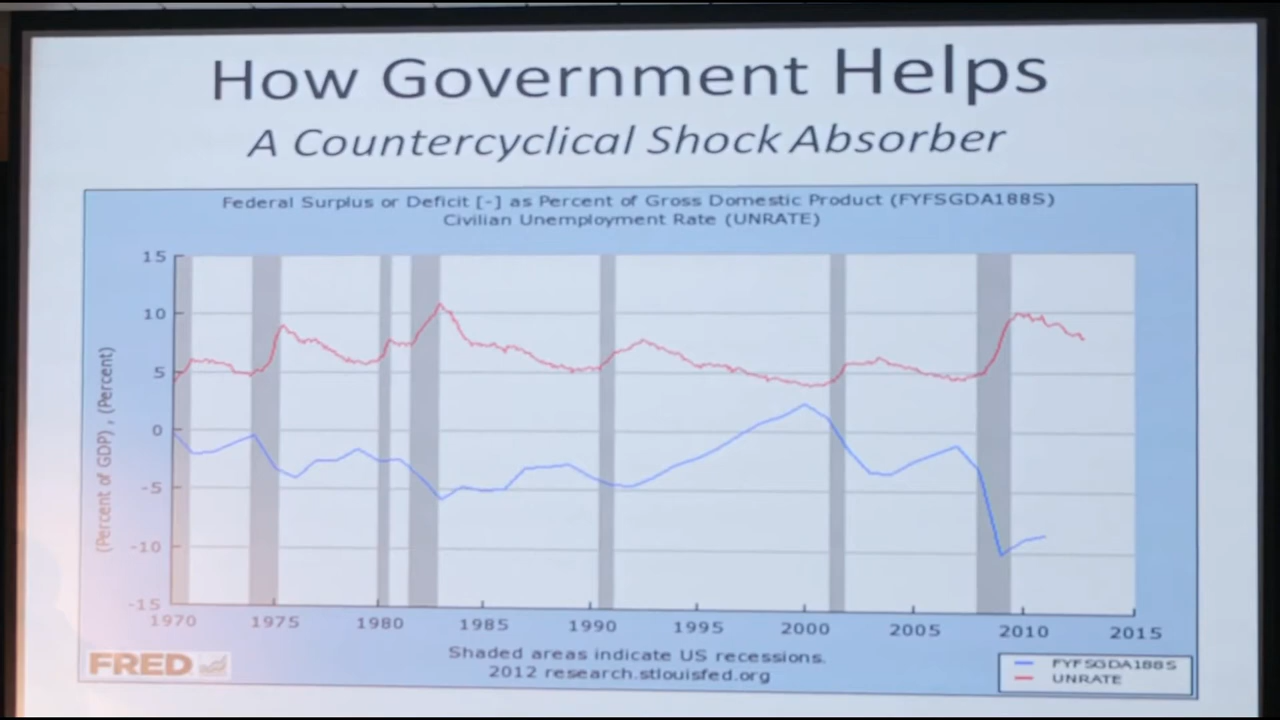 How Government Helps
A Countercyclical Shock Absorber
Federal Surplus or Deficit [-] as Percent of Gross Domestic Product (FYFSGDA188S)
Civilian Unemployment Rate (UNRATE)
(Percent of GDP) , (Percent)
15
10
5
0
-5
-10
-15
1970 1975 1980 1985 1990 1995 2000 2005 2010 2015
Shaded areas indicate US recessions.
2012 research.stlouisfed.org
FRED
FYFSGDA188S
UNRATE